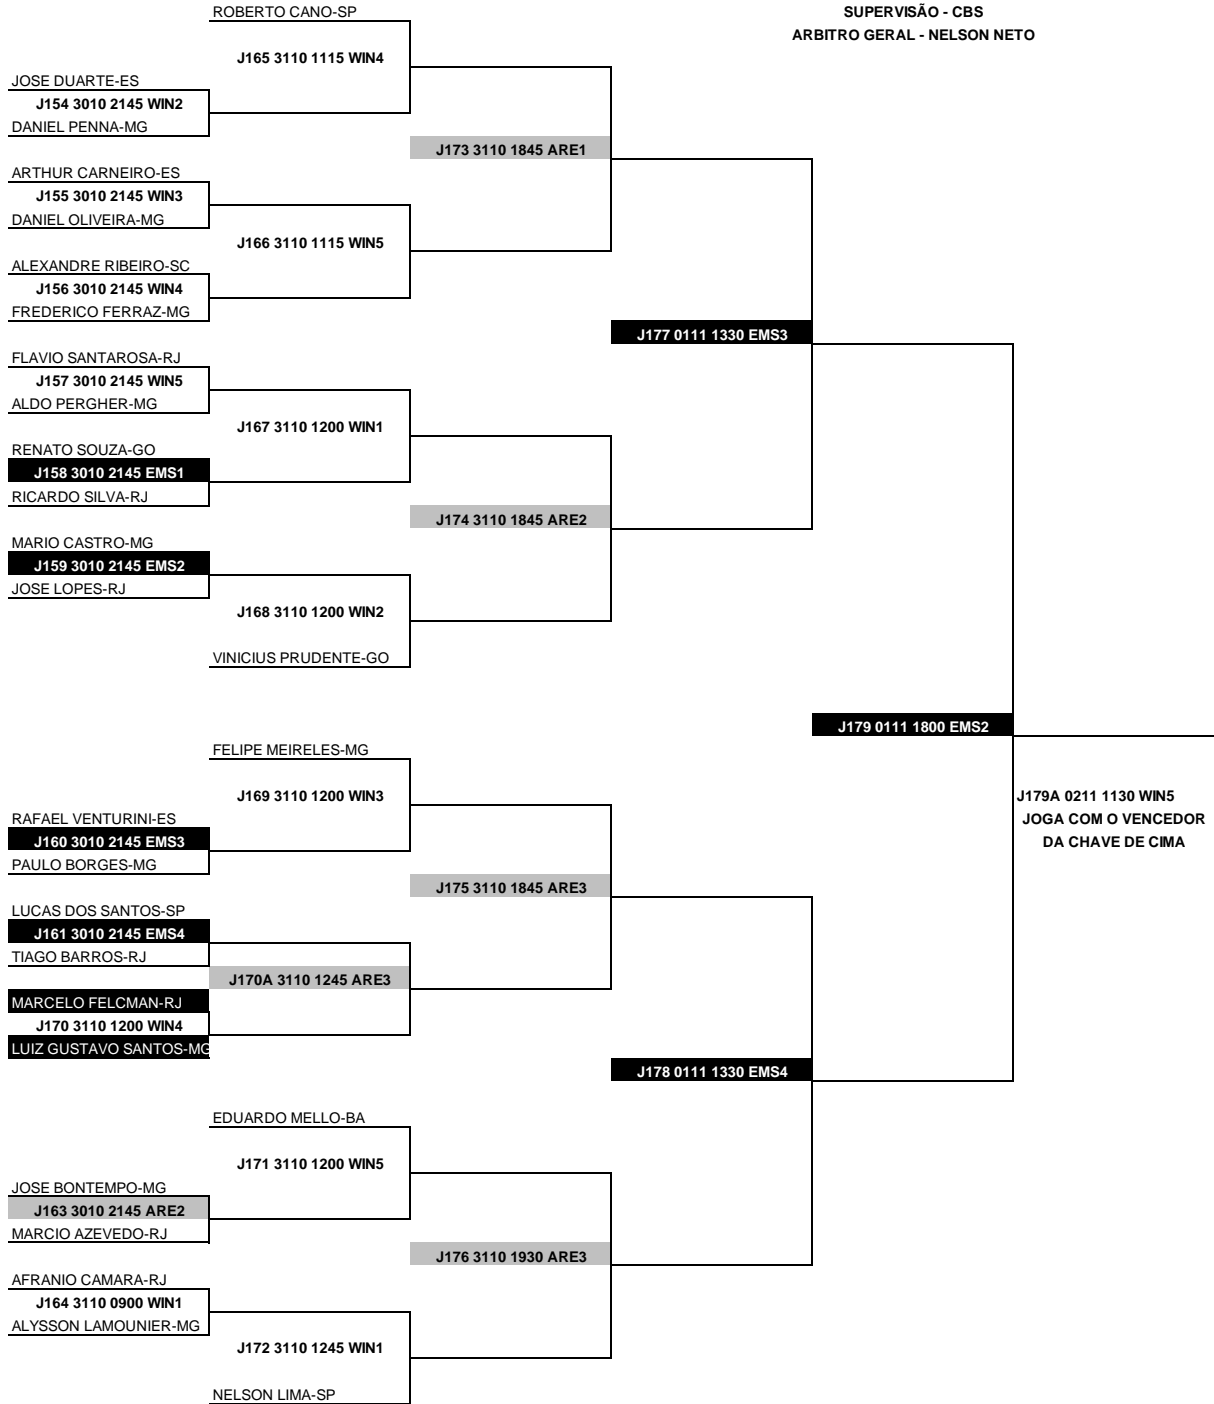 ROBERTO CANO-SP
SUPERVISÃO - CBS
ARBITRO GERAL - NELSON NETO
J165 3110 1115 WIN4
JOSE DUARTE-ES
J154 3010 2145 WIN2
DANIEL PENNA-MG
J173 3110 1845 ARE1
ARTHUR CARNEIRO-ES
J155 3010 2145 WIN3
DANIEL OLIVEIRA-MG
J166 3110 1115 WIN5
ALEXANDRE RIBEIRO-SC
J156 3010 2145 WIN4
FREDERICO FERRAZ-MG
J177 0111 1330 EMS3
FLAVIO SANTAROSA-RJ
J157 3010 2145 WIN5
ALDO PERGHER-MG
J167 3110 1200 WIN1
RENATO SOUZA-GO
J158 3010 2145 EMS1
RICARDO SILVA-RJ
J174 3110 1845 ARE2
MARIO CASTRO-MG
J159 3010 2145 EMS2
JOSE LOPES-RJ
J168 3110 1200 WIN2
VINICIUS PRUDENTE-GO
J179 0111 1800 EMS2
FELIPE MEIRELES-MG
J169 3110 1200 WIN3
J179A 0211 1130 WIN5
JOGA COM O VENCEDOR
DA CHAVE DE CIMA
RAFAEL VENTURINI-ES
J160 3010 2145 EMS3
PAULO BORGES-MG
J175 3110 1845 ARE3
LUCAS DOS SANTOS-SP
J161 3010 2145 EMS4
TIAGO BARROS-RJ
J170A 3110 1245 ARE3
MARCELO FELCMAN-RJ
J170 3110 1200 WIN4
LUIZ GUSTAVO SANTOS-MG
J178 0111 1330 EMS4
EDUARDO MELLO-BA
J171 3110 1200 WIN5
JOSE BONTEMPO-MG
J163 3010 2145 ARE2
MARCIO AZEVEDO-RJ
J176 3110 1930 ARE3
AFRANIO CAMARA-RJ
J164 3110 0900 WIN1
ALYSSON LAMOUNIER-MG
J172 3110 1245 WIN1
NELSON LIMA-SP